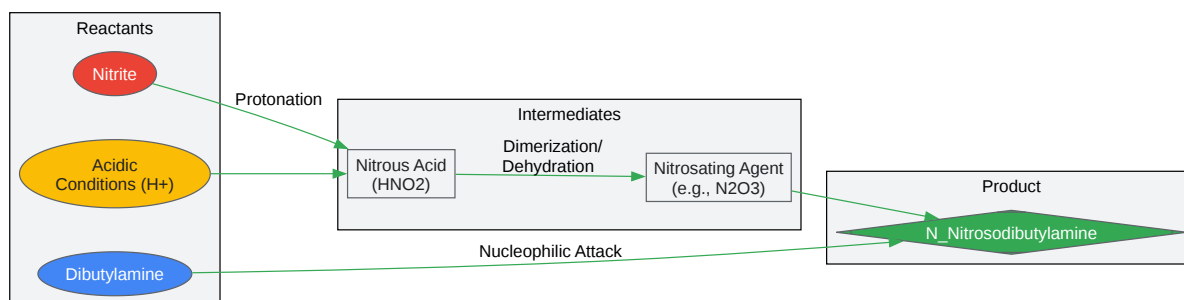 Reactants
Nitrite
Protonation
Acidic
Conditions (H+)
Dibutylamine
Intermediates
Nitrous Acid
(HNO2)
Dimerization/
Dehydration
Nitrosating Agent
(e.g., N2O3)
Nucleophilic Attack
Product
N_Nitrosodibutylamine